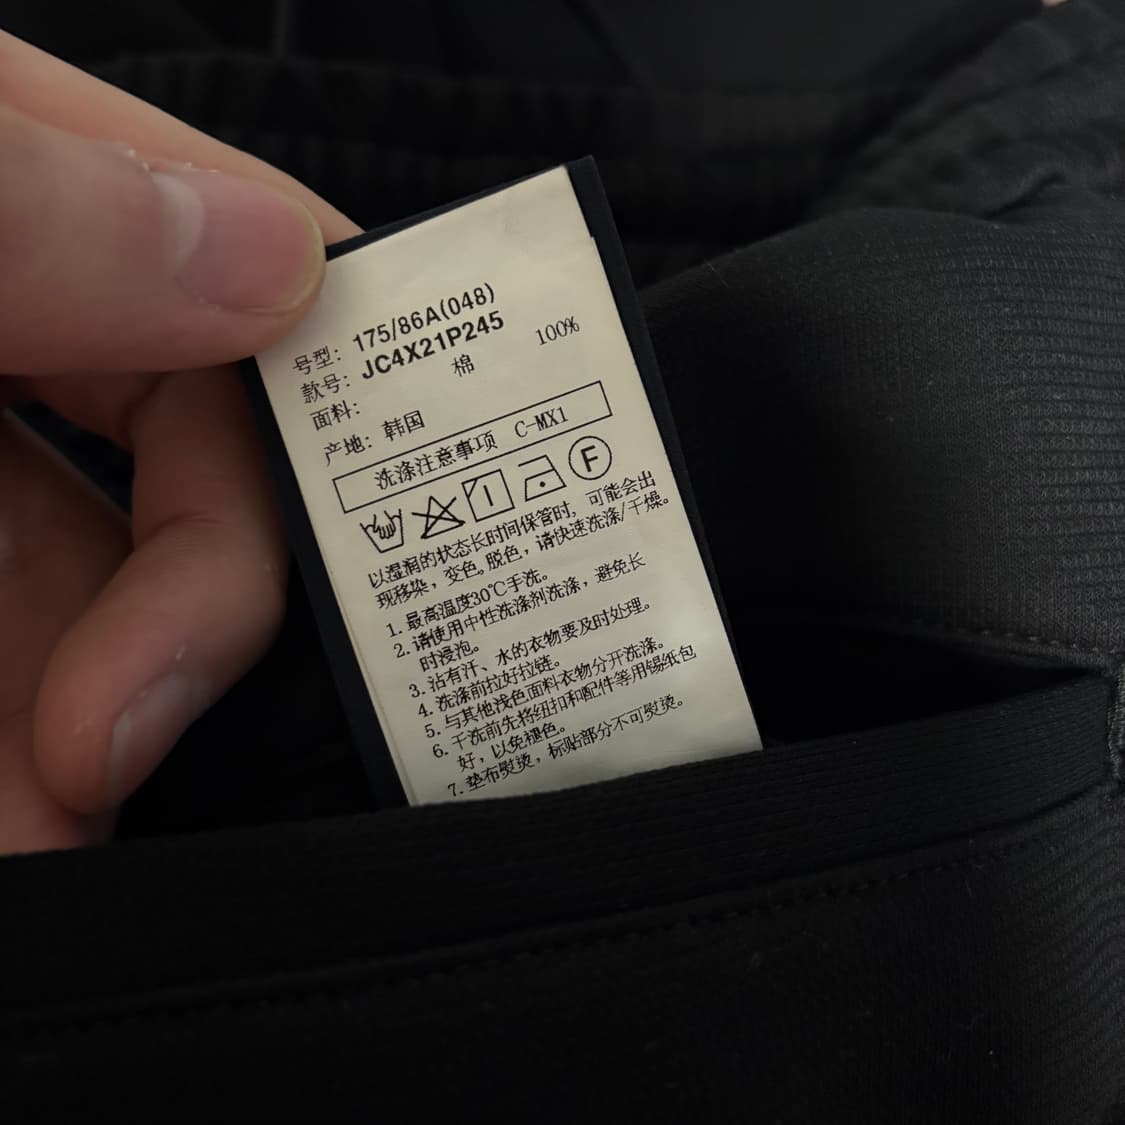 号型: 175/86A(048)
款号: JC4X21P245
面料: 棉 100%
产地: 韩国
洗涤注意事项 C-MX1
F
以湿润的状态长时间保管时, 可能会出
现移染, 变色,脱色, 请快速洗涤/干燥。
1. 最高温度30℃手洗。
2. 请使用中性洗涤剂洗涤, 避免长
时浸泡。
3. 沾有汗、水的衣物要及时处理。
4. 洗涤前拉好拉链。
5. 与其他浅色面料衣物分开洗涤。
6. 干洗前先将纽扣和配件等用锡纸包
好, 以免褪色。
7. 垫布熨烫, 标贴部分不可熨烫。